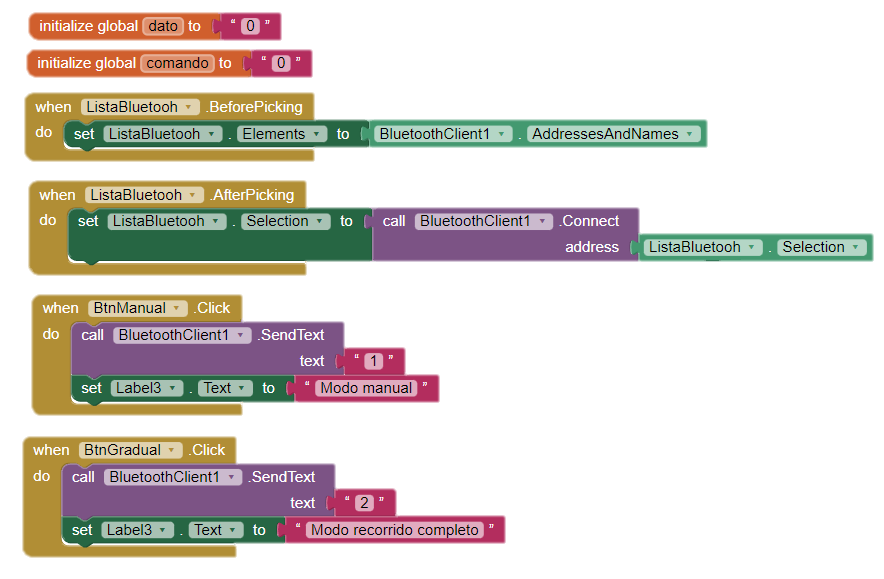 initialize global dato to " 0 "
initialize global comando to " 0 "
when ListaBluetooh .BeforePicking
do set ListaBluetooh . Elements to BluetoothClient1 . AddressesAndNames
when ListaBluetooh .AfterPicking
do set ListaBluetooh . Selection to call BluetoothClient1 .Connect
address ListaBluetooh . Selection
when BtnManual .Click
do call BluetoothClient1 .SendText
text " 1 "
set Label3 . Text to " Modo manual "
when BtnGradual .Click
do call BluetoothClient1 .SendText
text " 2 "
set Label3 . Text to " Modo recorrido completo "